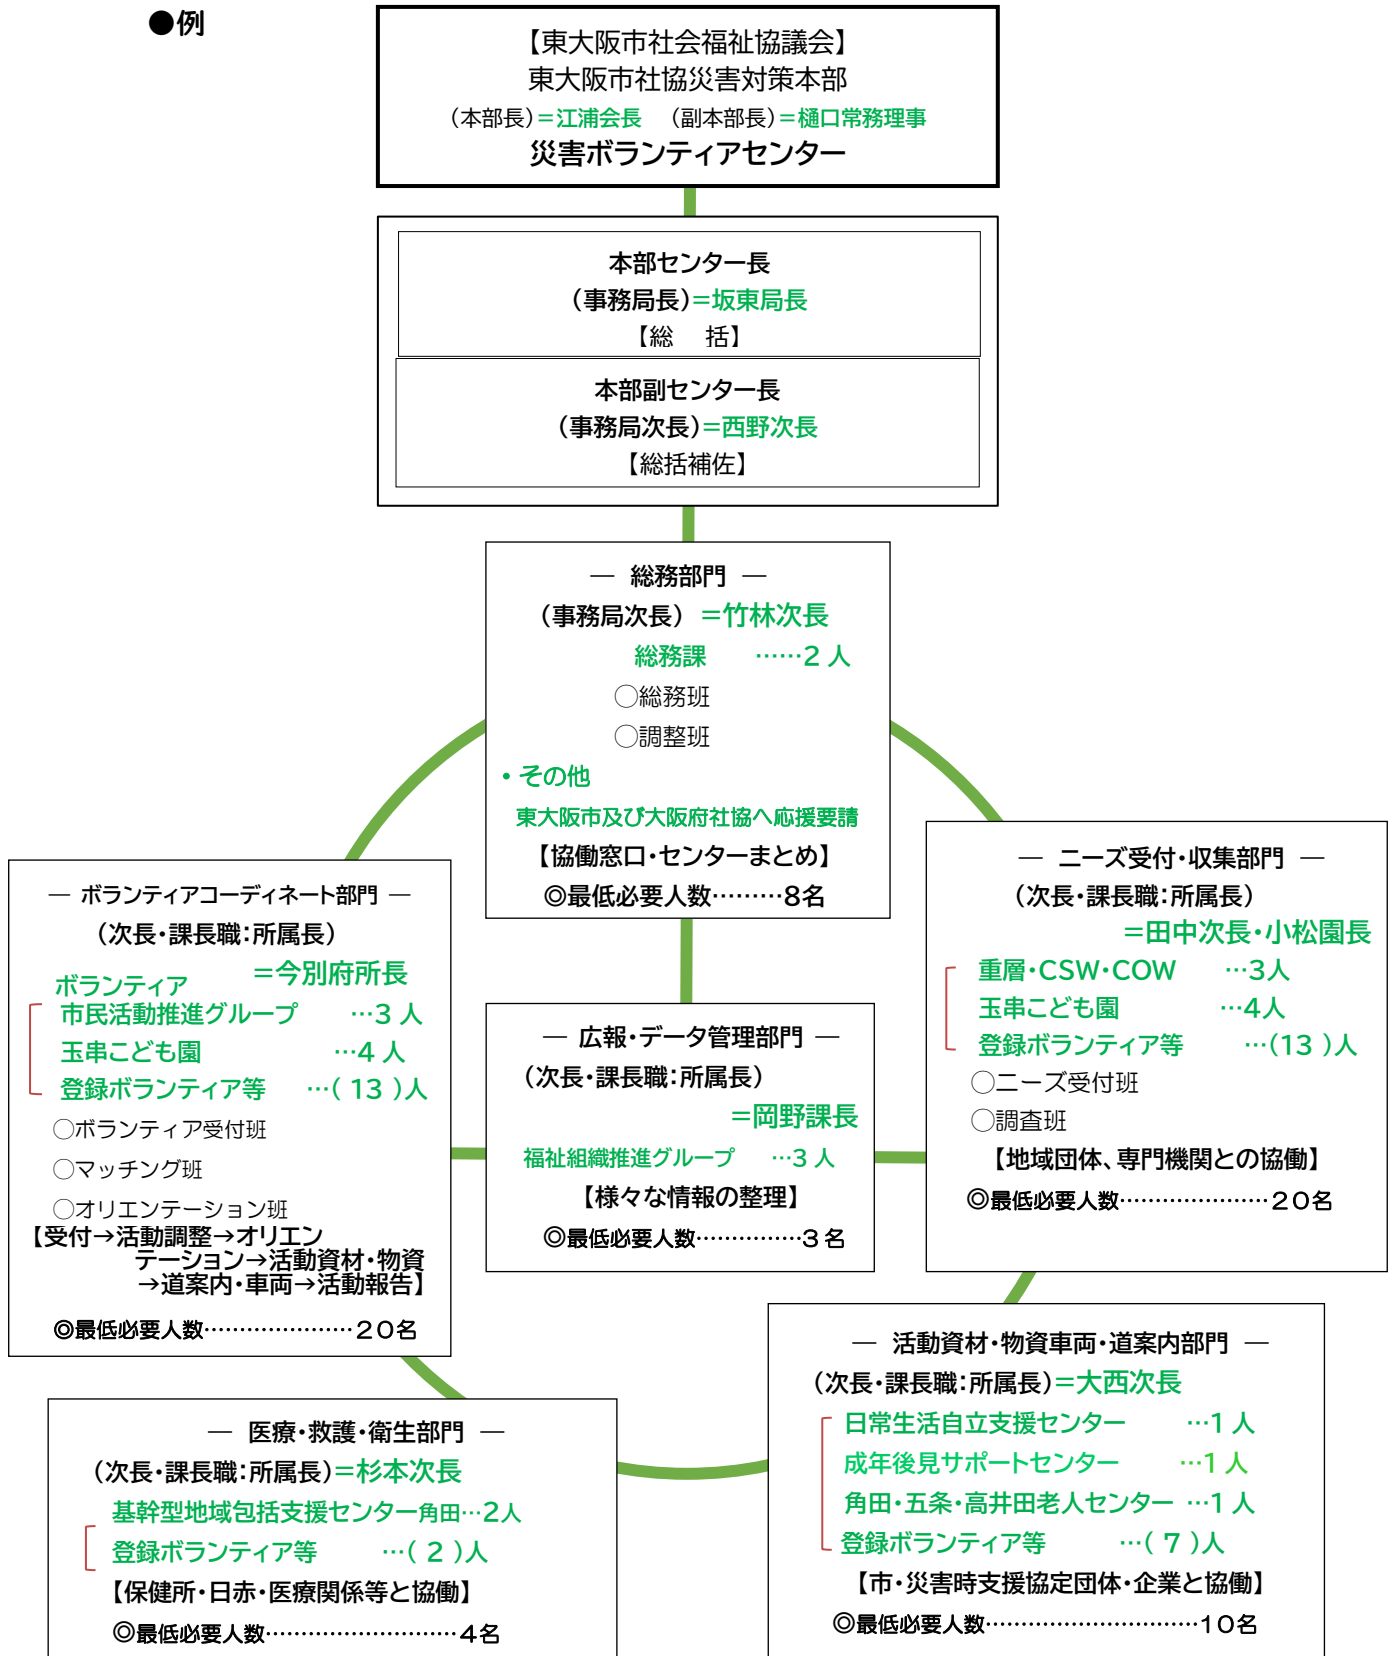 ●例
【東大阪市社会福祉協議会】
東大阪市社協災害対策本部
（本部長）＝江浦会長　（副本部長）＝樋口常務理事
災害ボランティアセンター
本部センター長
（事務局長）＝坂東局長
【総　括】
本部副センター長
（事務局次長）＝西野次長
【総括補佐】
― 総務部門 ―
（事務局次長）＝竹林次長
総務課　……2 人
○総務班
○調整班
・その他
東大阪市及び大阪府社協へ応援要請
【協働窓口・センターまとめ】
◎最低必要人数………8名
― ボランティアコーディネート部門 ―
（次長・課長職：所属長）
＝今別府所長
ボランティア
市民活動推進グループ　…3 人
玉串こども園　…4 人
登録ボランティア等　…( 13 )人
○ボランティア受付班
○マッチング班
○オリエンテーション班
【受付→活動調整→オリエン
テーション→活動資材・物資
→道案内・車両→活動報告】
◎最低必要人数…………………20名
― 広報・データ管理部門 ―
（次長・課長職：所属長）
＝岡野課長
福祉組織推進グループ　…3 人
【様々な情報の整理】
◎最低必要人数……………3 名
― ニーズ受付・収集部門 ―
（次長・課長職：所属長）
＝田中次長・小松園長
重層・CSW・COW　…3人
玉串こども園　…4人
登録ボランティア等　…(13 )人
○ニーズ受付班
○調査班
【地域団体、専門機関との協働】
◎最低必要人数…………………20名
― 医療・救護・衛生部門 ―
（次長・課長職：所属長）＝杉本次長
基幹型地域包括支援センター角田…2人
登録ボランティア等　…( 2 )人
【保健所・日赤・医療関係等と協働】
◎最低必要人数………………………4名
― 活動資材・物資車両・道案内部門 ―
（次長・課長職：所属長）＝大西次長
日常生活自立支援センター　…1 人
成年後見サポートセンター　…1 人
角田・五条・高井田老人センター …1 人
登録ボランティア等　…( 7 )人
【市・災害時支援協定団体・企業と協働】
◎最低必要人数…………………………10名